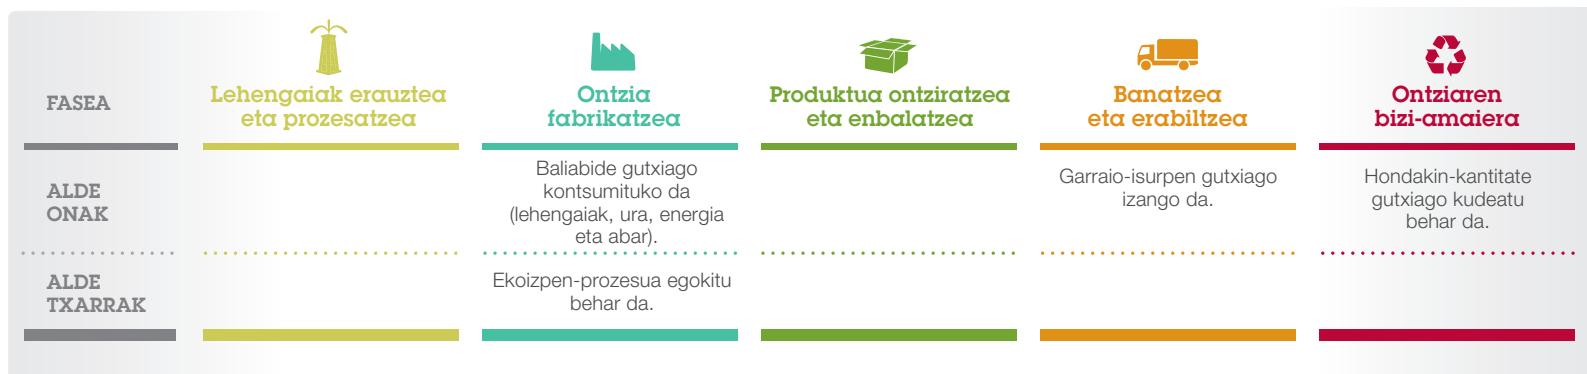 FASEA
Lehengaiak erauztea
eta prozesatzea
Ontzia
fabrikatzea
Produktua ontziratzea
eta enbalatzea
Banatzea
eta erabiltzea
Ontziaren
bizi-amaiera
ALDE
ONAK
Baliabide gutxiago
kontsumituko da
(lehengaiak, ura, energia
eta abar).
Garraio-isurpen gutxiago
izango da.
Hondakin-kantitate
gutxiago kudeatu
behar da.
ALDE
TXARRAK
Ekoizpen-prozesua egokitu
behar da.